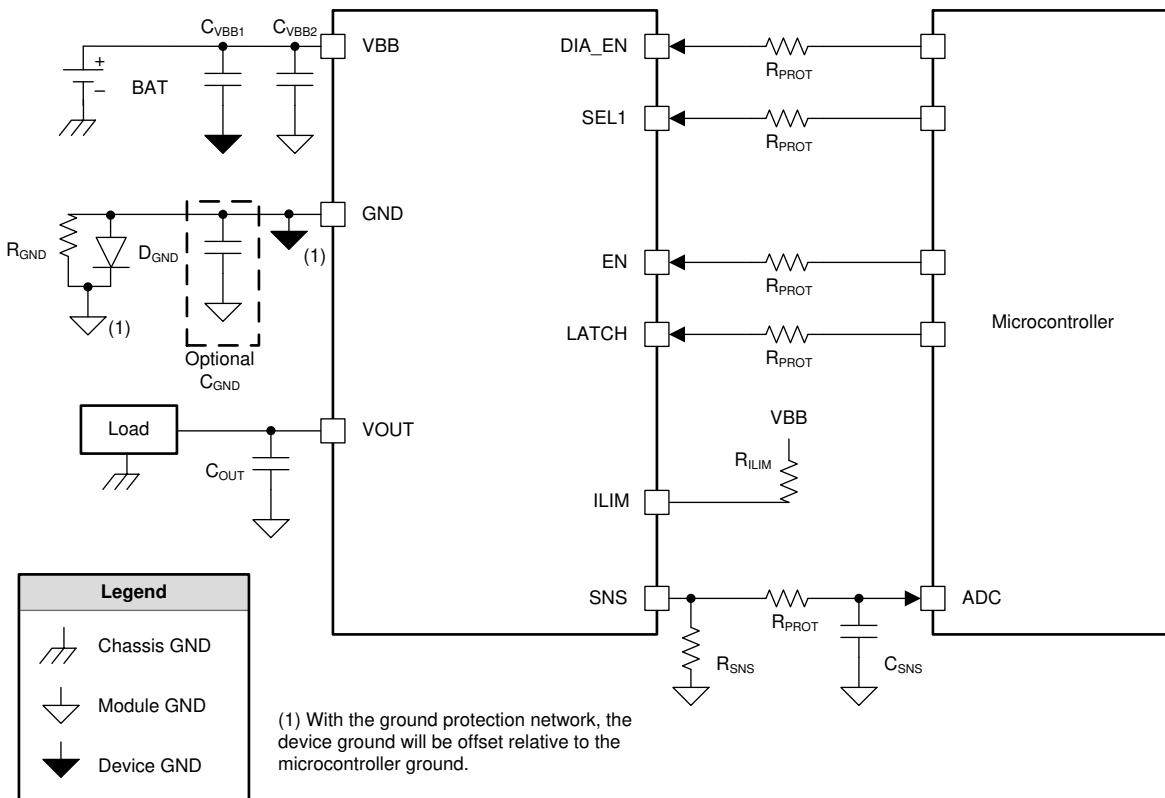 CVBB1
CVBB2
VBB
DIA_EN
RPROT
+
BAT
–
SEL1
RPROT
GND
RGND
DGND
(1)
EN
RPROT
(1)
LATCH
RPROT
Microcontroller
Optional
CGND
VBB
Load
VOUT
RILIM
COUT
ILIM
Legend
SNS
ADC
RPROT
Chassis GND
RSNS
CSNS
Module GND
(1) With the ground protection network, the
device ground will be offset relative to the
microcontroller ground.
Device GND